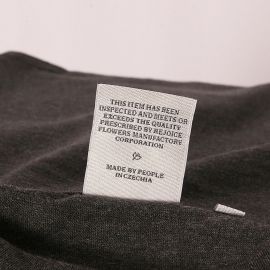 THIS ITEM HAS BEEN
INSPECTED AND MEETS OR
EXCEEDS THE QUALITY
PRESCRIBED BY REJOICE
FLOWERS MANUFACTORY
CORPORATION
MADE BY PEOPLE
IN CZECHIA